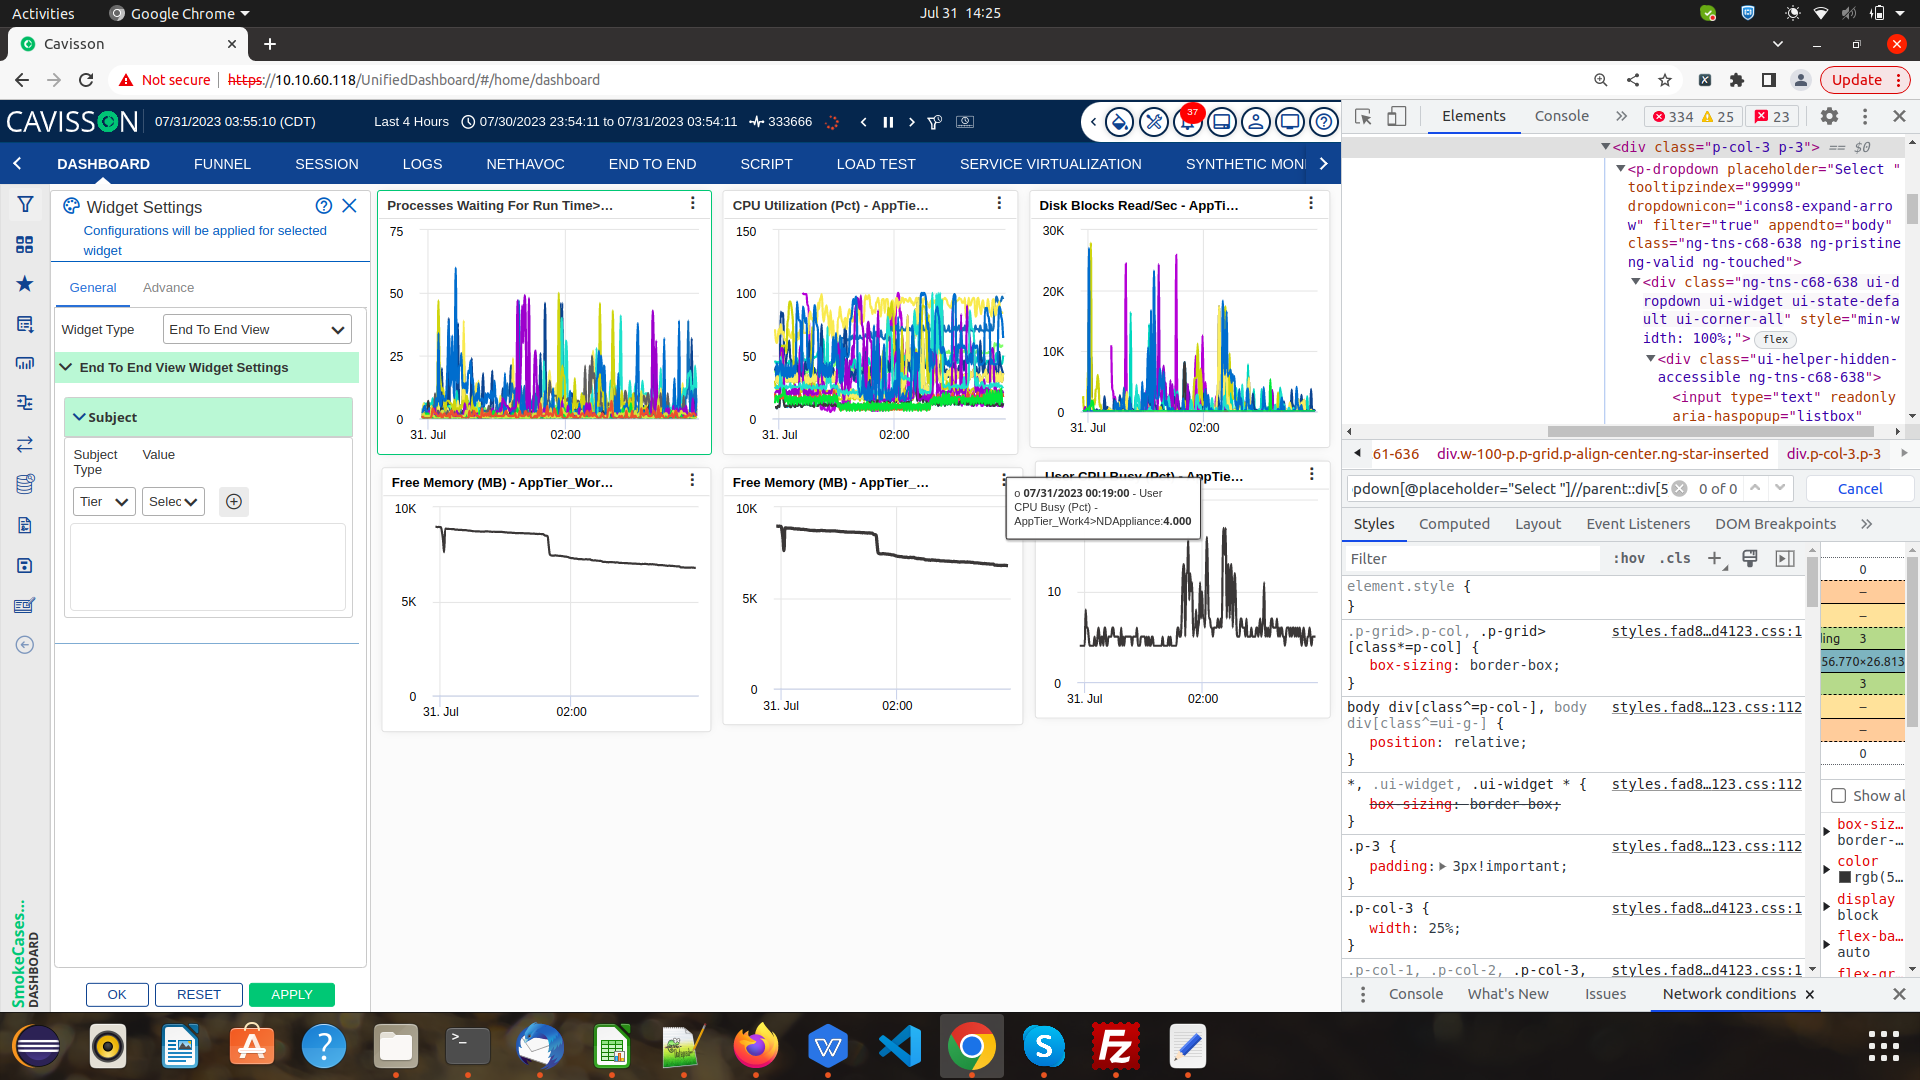 Activities
Google Chrome
Jul 31 14:25
Cavisson
Not secure
https://10.10.60.118/UnifiedDashboard/#/home/dashboard
Update
CAVISSON
07/31/2023 03:55:10 (CDT)
Last 4 Hours
07/30/2023 23:54:11 to 07/31/2023 03:54:11
333666
37
DASHBOARD
FUNNEL
SESSION
LOGS
NETHAVOC
END TO END
SCRIPT
LOAD TEST
SERVICE VIRTUALIZATION
SYNTHETIC MONI
Widget Settings
Configurations will be applied for selected
widget
General
Advance
Widget Type
End To End View
End To End View Widget Settings
Subject
Subject
Type
Value
Tier
Selec
OK
RESET
APPLY
SmokeCases...
DASHBOARD
Processes Waiting For Run Time>...
75
50
25
0
31. Jul
02:00
CPU Utilization (Pct) - AppTie...
150
100
50
0
31. Jul
02:00
Disk Blocks Read/Sec - AppTi...
30K
20K
10K
0
31. Jul
02:00
Free Memory (MB) - AppTier_Wor...
10K
5K
0
31. Jul
02:00
Free Memory (MB) - AppTier_...
10K
5K
0
31. Jul
02:00
User CPU Busy (Pct) - AppTie...
o 07/31/2023 00:19:00 - User
CPU Busy (Pct) -
AppTier_Work4>NDAppliance:4.000
10
0
31. Jul
02:00
Elements
Console
334
25
23
<div class="p-col-3 p-3"> == $0
<p-dropdown placeholder="Select "
tooltipzindex="99999"
dropdownicon="icons8-expand-arro
w" filter="true" appendto="body"
class="ng-tns-c68-638 ng-pristine
ng-valid ng-touched">
<div class="ng-tns-c68-638 ui-d
ropdown ui-widget ui-state-defa
ult ui-corner-all" style="min-w
idth: 100%;"> flex
<div class="ui-helper-hidden-
accessible ng-tns-c68-638">
<input type="text" readonly
aria-haspopup="listbox"
61-636
div.w-100-p.p-grid.p-align-center.ng-star-inserted
div.p-col-3.p-3
pdown[@placeholder="Select "]//parent::div[5
0 of 0
Cancel
Styles
Computed
Layout
Event Listeners
DOM Breakpoints
Filter
:hov
.cls
element.style {
}
.p-grid>.p-col, .p-grid>
[class*=p-col] {
styles.fad8…d4123.css:1
box-sizing: border-box;
}
body div[class^=p-col-], body
div[class^=ui-g-] {
styles.fad8…123.css:112
position: relative;
}
*, .ui-widget, .ui-widget * {
styles.fad8…123.css:112
box-sizing: border-box;
}
.p-3 {
styles.fad8…123.css:112
padding: 3px!important;
}
.p-col-3 {
styles.fad8…d4123.css:1
width: 25%;
}
.p-col-1, .p-col-2, .p-col-3,
styles.fad8…d4123.css:1
0
–
–
ding 3
56.770×26.813
3
–
–
0
Show al
box-siz…
border-…
color
rgb(5…
display
block
flex-ba…
auto
flex-gr…
Console
What's New
Issues
Network conditions